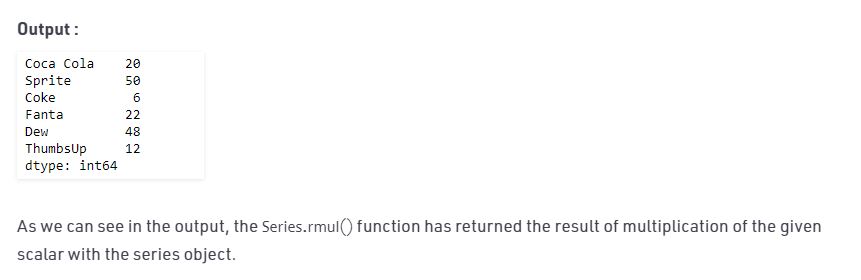 Output :
Coca Cola    20
Sprite       50
Coke          6
Fanta        22
Dew          48
ThumbsUp     12
dtype: int64
As we can see in the output, the Series.rmul() function has returned the result of multiplication of the given
scalar with the series object.